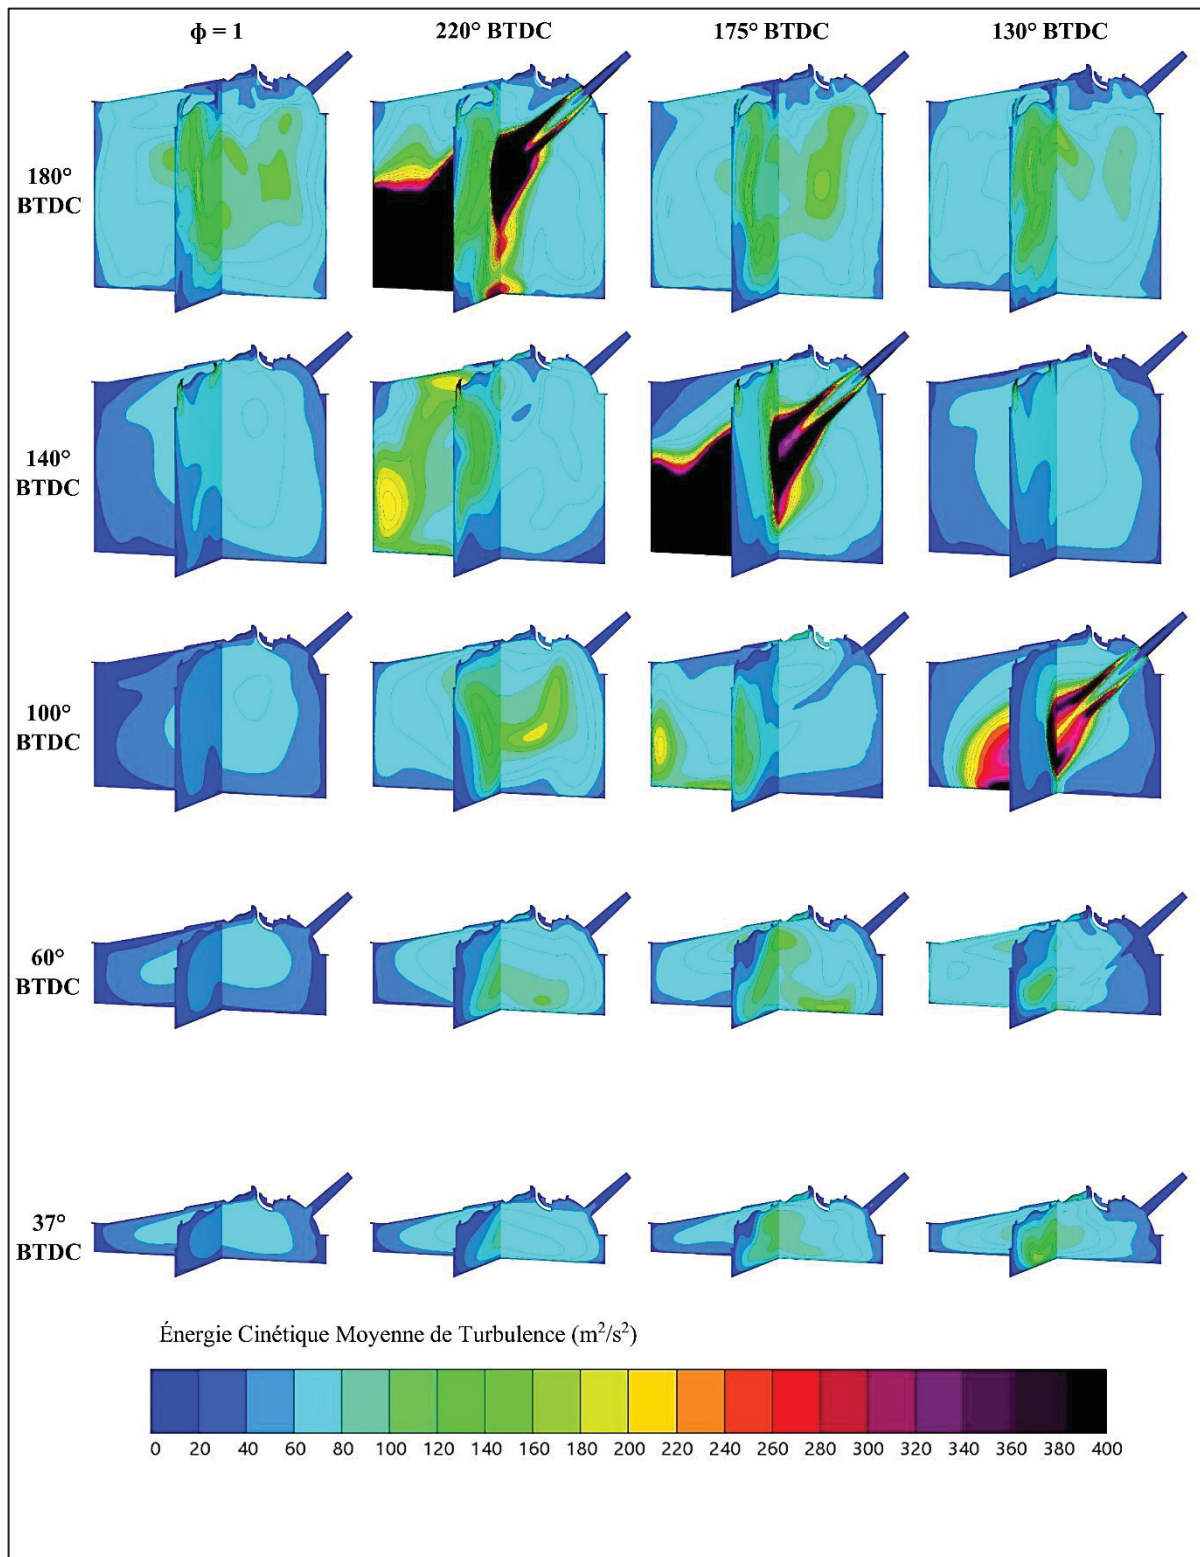 ϕ = 1 220° BTDC 175° BTDC 130° BTDC
180°
BTDC
140°
BTDC
100°
BTDC
60°
BTDC
37°
BTDC
Énergie Cinétique Moyenne de Turbulence (m²/s²)
0 20 40 60 80 100 120 140 160 180 200 220 240 260 280 300 320 340 360 380 400